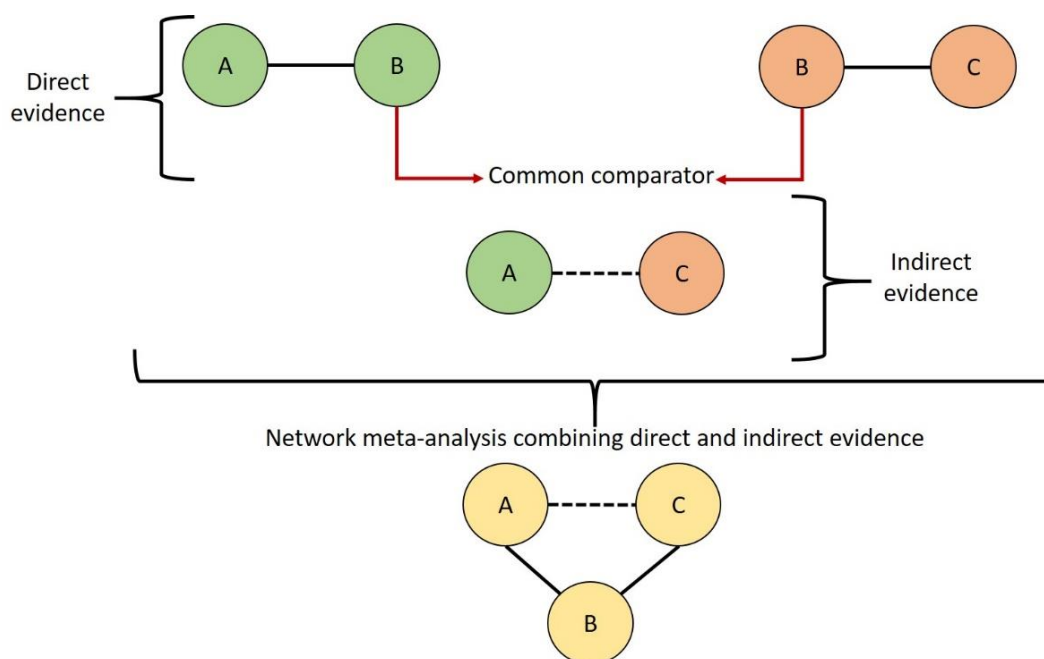 A
B
B
C
Direct
evidence
Common comparator
A
C
Indirect
evidence
Network meta-analysis combining direct and indirect evidence
A
C
B